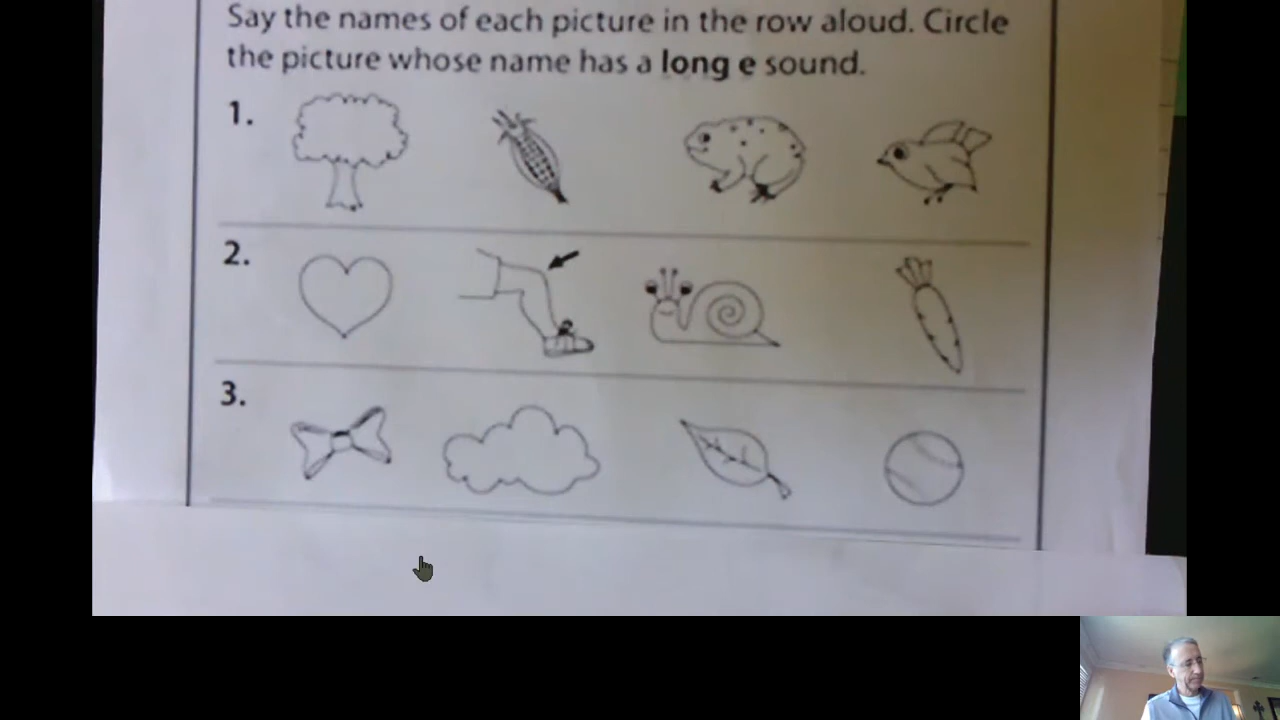 Say the names of each picture in the row aloud. Circle
the picture whose name has a long e sound.
1.
2.
3.